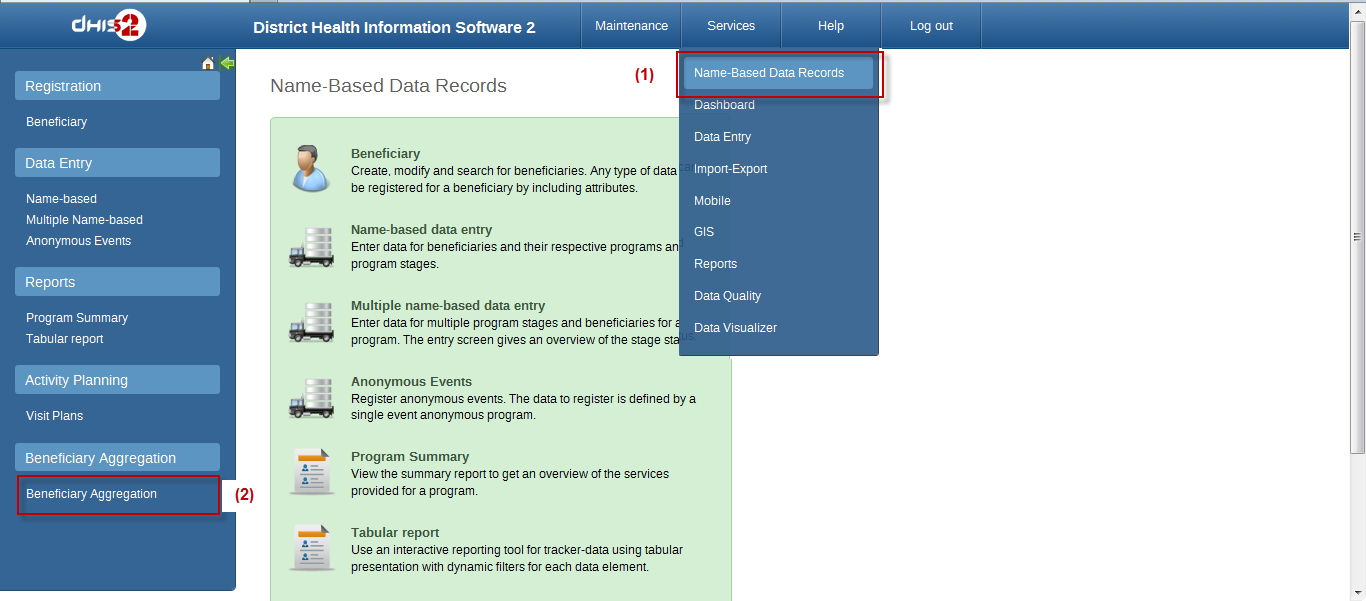 dHIS2
District Health Information Software 2
Maintenance
Services
Help
Log out
Registration
Beneficiary
Data Entry
Name-based
Multiple Name-based
Anonymous Events
Reports
Program Summary
Tabular report
Activity Planning
Visit Plans
Beneficiary Aggregation
Beneficiary Aggregation
(2)
(1)
Name-Based Data Records
Dashboard
Data Entry
Import-Export
Mobile
GIS
Reports
Data Quality
Data Visualizer
Name-Based Data Records
Beneficiary
Create, modify and search for beneficiaries. Any type of data
be registered for a beneficiary by including attributes.
Name-based data entry
Enter data for beneficiaries and their respective programs and
program stages.
Multiple name-based data entry
Enter data for multiple program stages and beneficiaries for a
program. The entry screen gives an overview of the stage status.
Anonymous Events
Register anonymous events. The data to register is defined by a
single event anonymous program.
Program Summary
View the summary report to get an overview of the services
provided for a program.
Tabular report
Use an interactive reporting tool for tracker-data using tabular
presentation with dynamic filters for each data element.